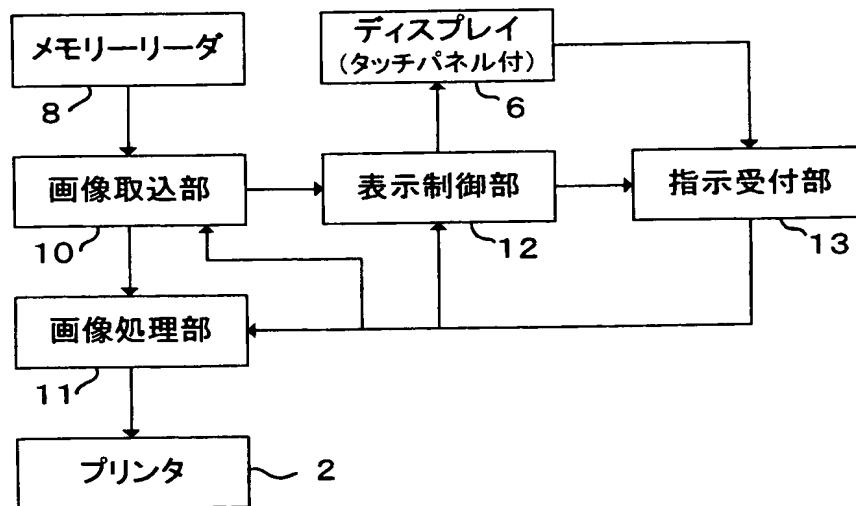 メモリーリーダ
8
ディスプレイ
(タッチパネル付)
6
画像取込部
10
表示制御部
12
指示受付部
13
画像処理部
11
プリンタ
2